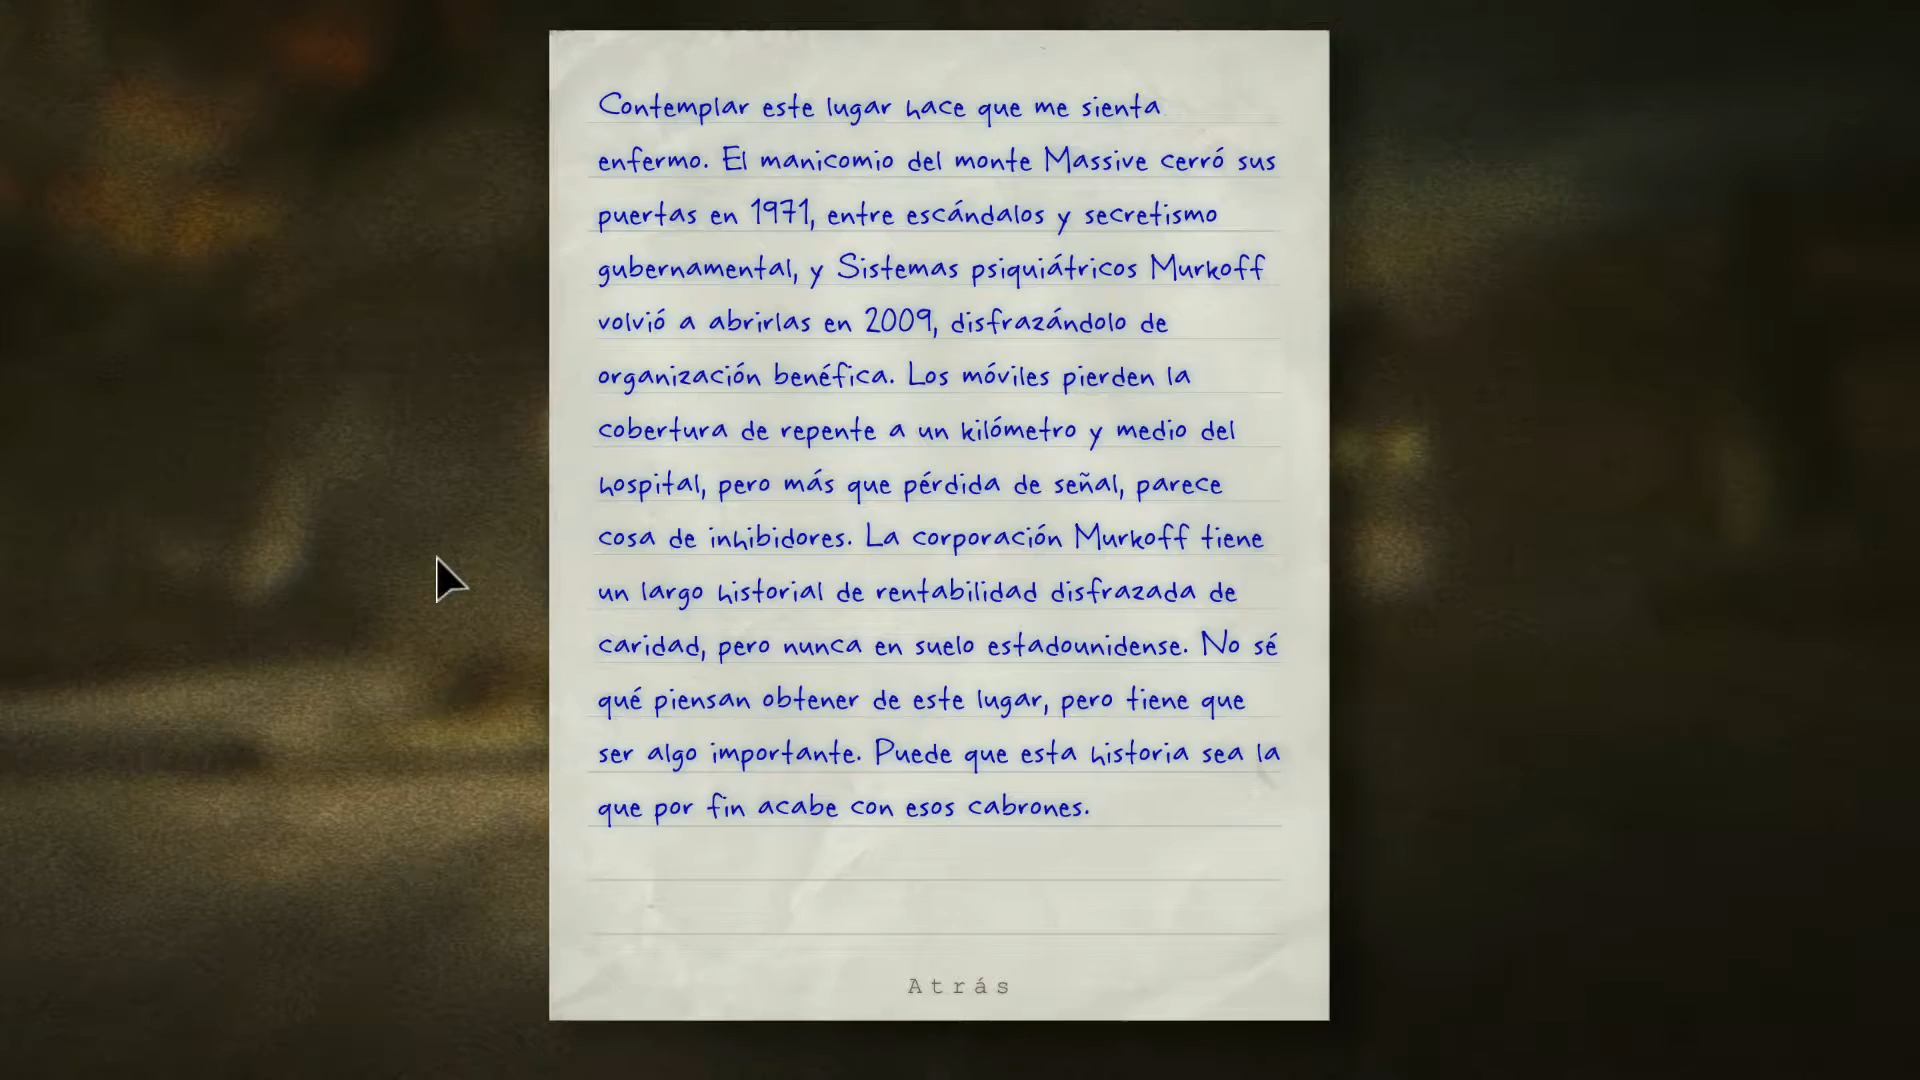 Contemplar este lugar hace que me sienta
enfermo. El manicomio del monte Massive cerró sus
puertas en 1971, entre escándalos y secretismo
gubernamental, y Sistemas psiquiátricos Murkoff
volvió a abrirlas en 2009, disfrazándolo de
organización benéfica. Los móviles pierden la
cobertura de repente a un kilómetro y medio del
hospital, pero más que pérdida de señal, parece
cosa de inhibidores. La corporación Murkoff tiene
un largo historial de rentabilidad disfrazada de
caridad, pero nunca en suelo estadounidense. No sé
qué piensan obtener de este lugar, pero tiene que
ser algo importante. Puede que esta historia sea la
que por fin acabe con esos cabrones.
Atrás